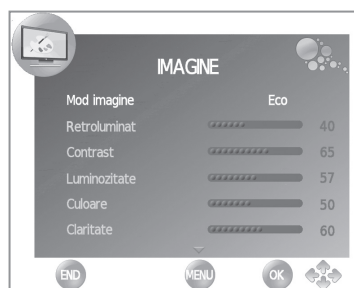 IMAGINE
Mod imagine Eco
Retroluminat 40
Contrast 65
Luminozitate 57
Culoare 50
Claritate 60
END MENU OK